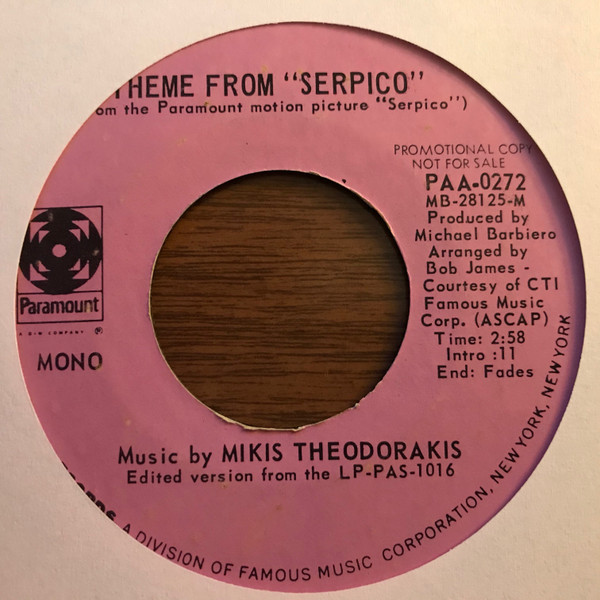 THEME FROM "SERPICO"
om the Paramount motion picture "Serpico")
PROMOTIONAL COPY
NOT FOR SALE
PAA-0272
MB-28125-M
Produced by
Michael Barbiero
Arranged by
Bob James -
Courtesy of CTI
Famous Music
Corp. (ASCAP)
Time: 2:58
Intro :11
End: Fades
Paramount
COMPANY ®
MONO
Music by MIKIS THEODORAKIS
Edited version from the LP-PAS-1016
A DIVISION OF FAMOUS MUSIC CORPORATION, NEW YORK, NEW YORK